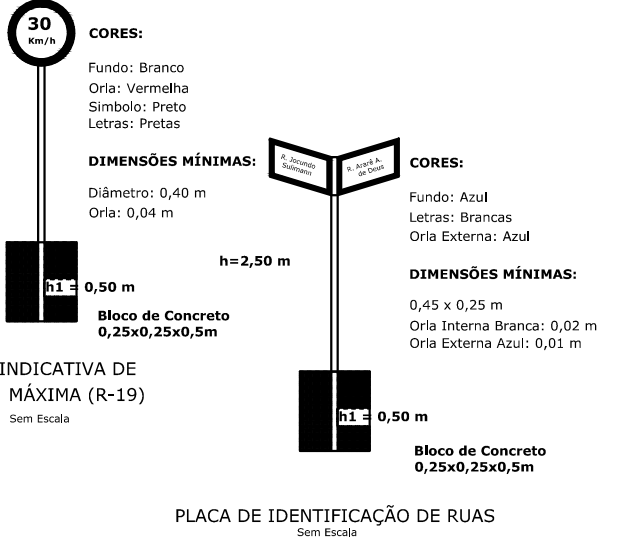 30
Km/h
CORES:
Fundo: Branco
Orla: Vermelha
Simbolo: Preto
Letras: Pretas
DIMENSÕES MÍNIMAS:
Diâmetro: 0,40 m
Orla: 0,04 m
h1 = 0,50 m
Bloco de Concreto
0,25x0,25x0,5m
INDICATIVA DE
MÁXIMA (R-19)
Sem Escala
R. Jocundo
Sulimann
R. Araré A.
de Deus
CORES:
Fundo: Azul
Letras: Brancas
Orla Externa: Azul
h=2,50 m
DIMENSÕES MÍNIMAS:
0,45 x 0,25 m
Orla Interna Branca: 0,02 m
Orla Externa Azul: 0,01 m
h1 = 0,50 m
Bloco de Concreto
0,25x0,25x0,5m
PLACA DE IDENTIFICAÇÃO DE RUAS
Sem Escala